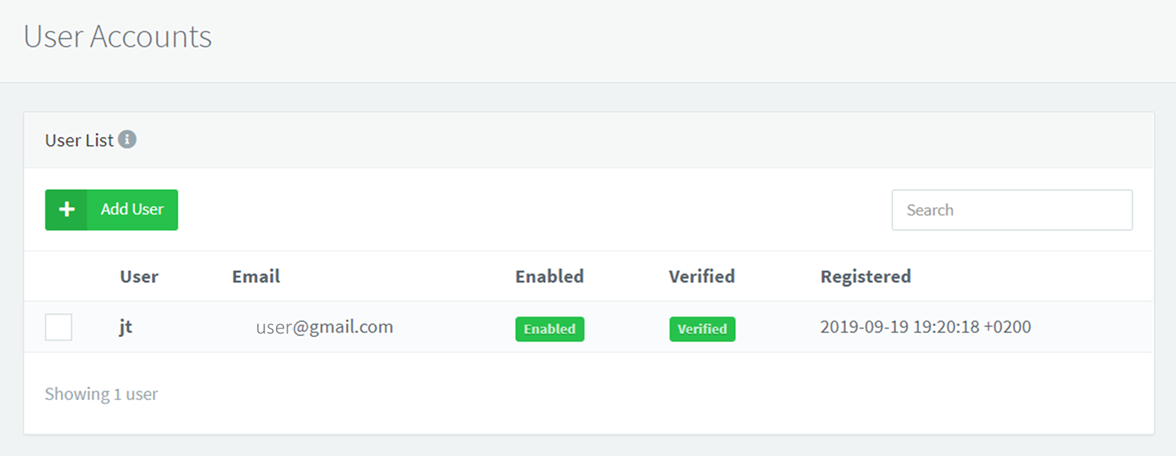 User Accounts
User List
Add User
Search
User Email Enabled Verified Registered
jt user@gmail.com Enabled Verified 2019-09-19 19:20:18 +0200
Showing 1 user